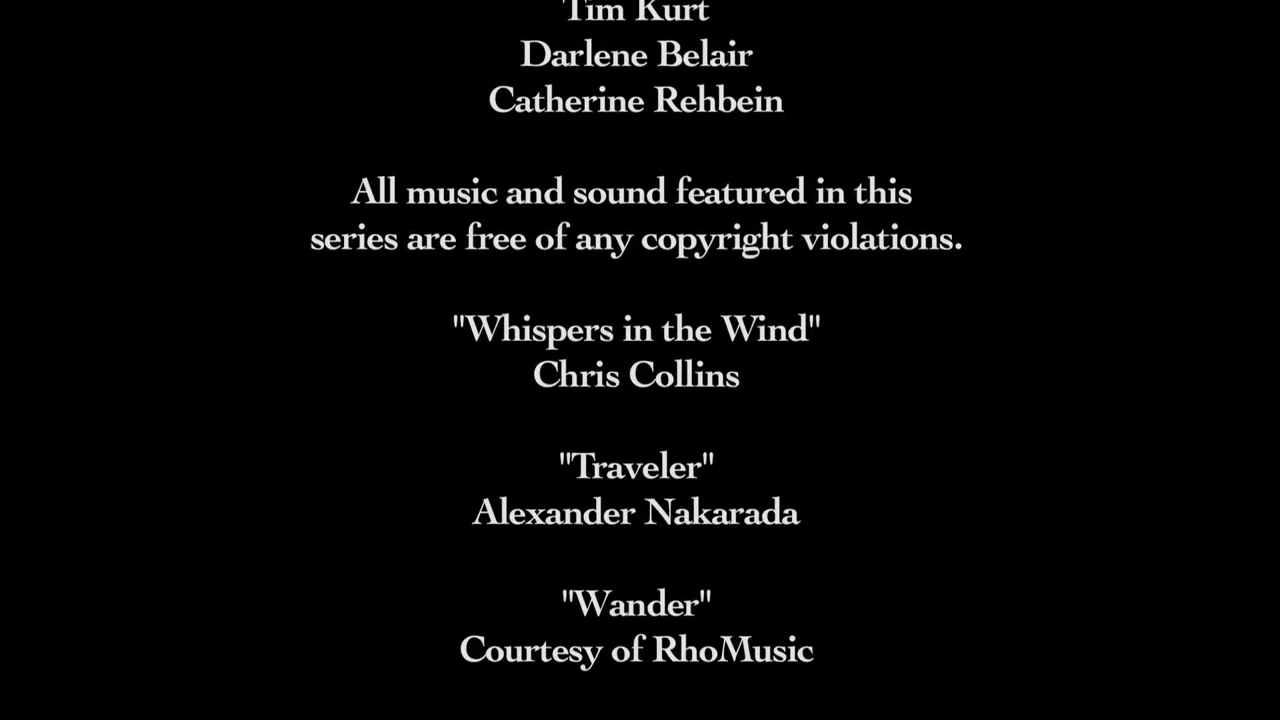 Tim Kurt
Darlene Belair
Catherine Rehbein
All music and sound featured in this
series are free of any copyright violations.
"Whispers in the Wind"
Chris Collins
"Traveler"
Alexander Nakarada
"Wander"
Courtesy of RhoMusic